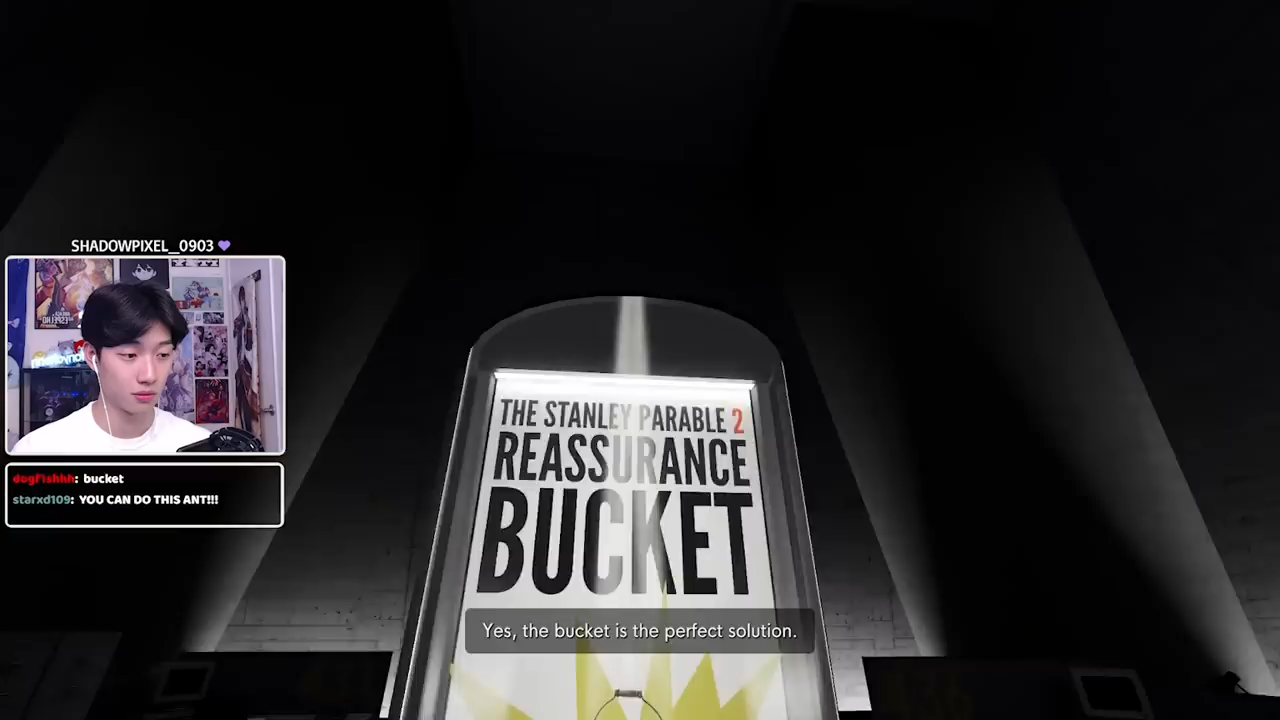 SHADOWPIXEL_0903
dogfishhh: bucket
starxd109: YOU CAN DO THIS ANT!!!
THE STANLEY PARABLE 2
REASSURANCE
BUCKET
Yes, the bucket is the perfect solution.